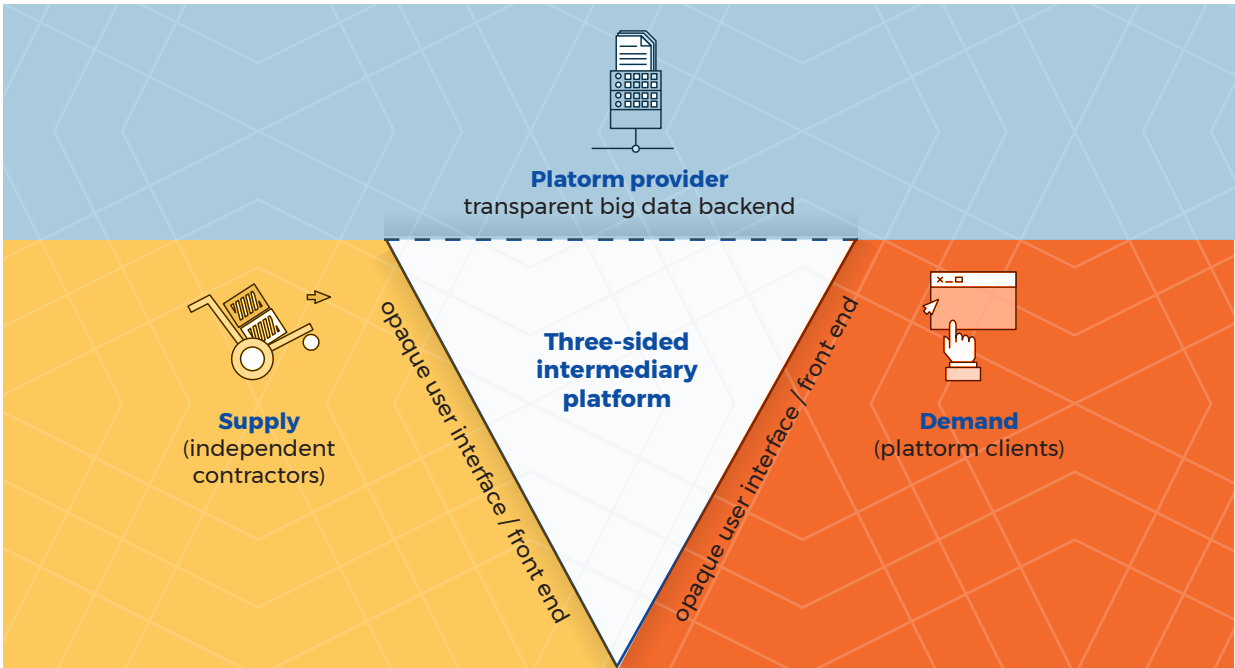 Platorm provider
transparent big data backend
Three-sided
intermediary
platform
opaque user interface / front end
opaque user interface / front end
Supply
(independent
contractors)
Demand
(plattorm clients)